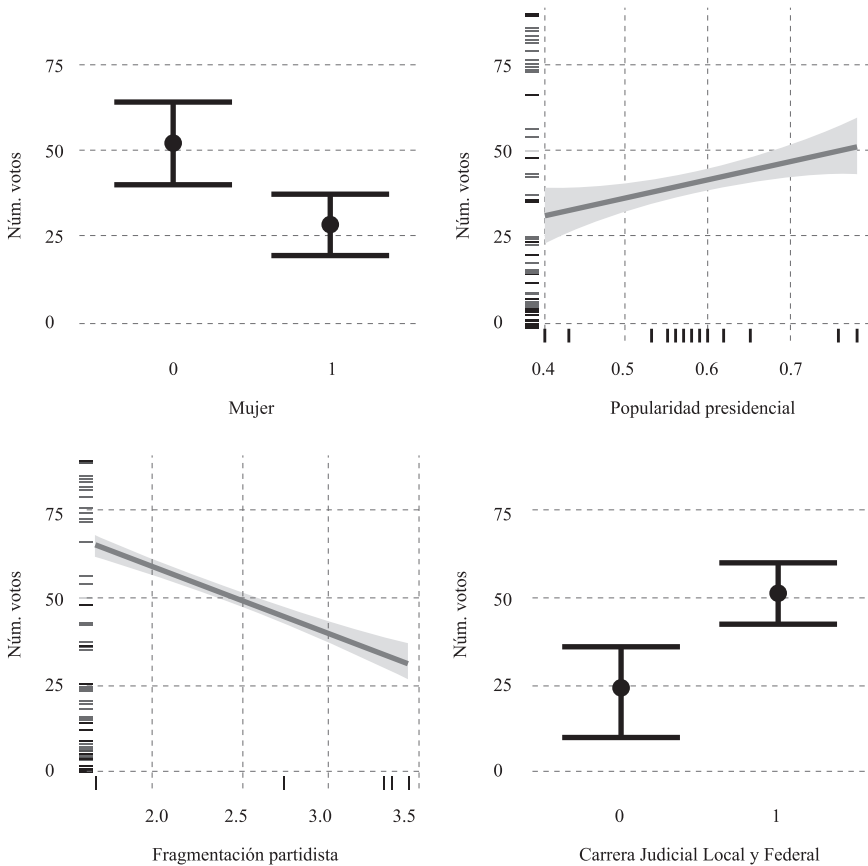 75
50
25
0
Núm. votos
0 1
Mujer
75
50
25
0
Núm. votos
0.4 0.5 0.6 0.7
Popularidad presidencial
75
50
25
0
Núm. votos
2.0 2.5 3.0 3.5
Fragmentación partidista
75
50
25
0
Núm. votos
0 1
Carrera Judicial Local y Federal